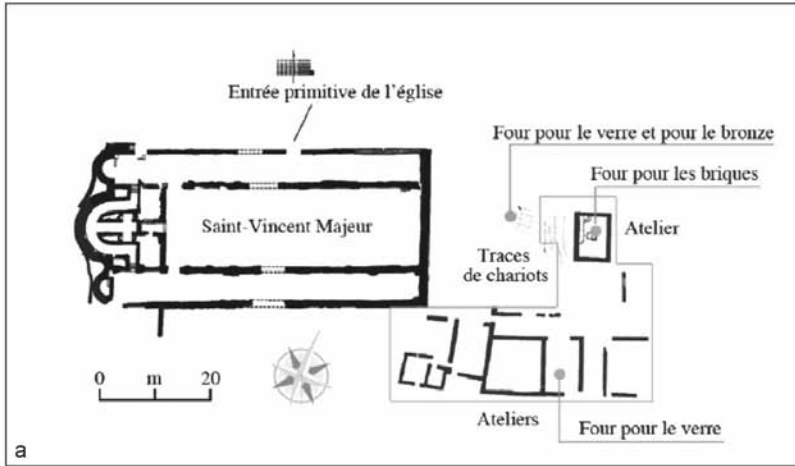 Entrée primitive de l'église
Four pour le verre et pour le bronze
Four pour les briques
Saint-Vincent Majeur
Atelier
Traces
de chariots
0 m 20
Ateliers
Four pour le verre
a